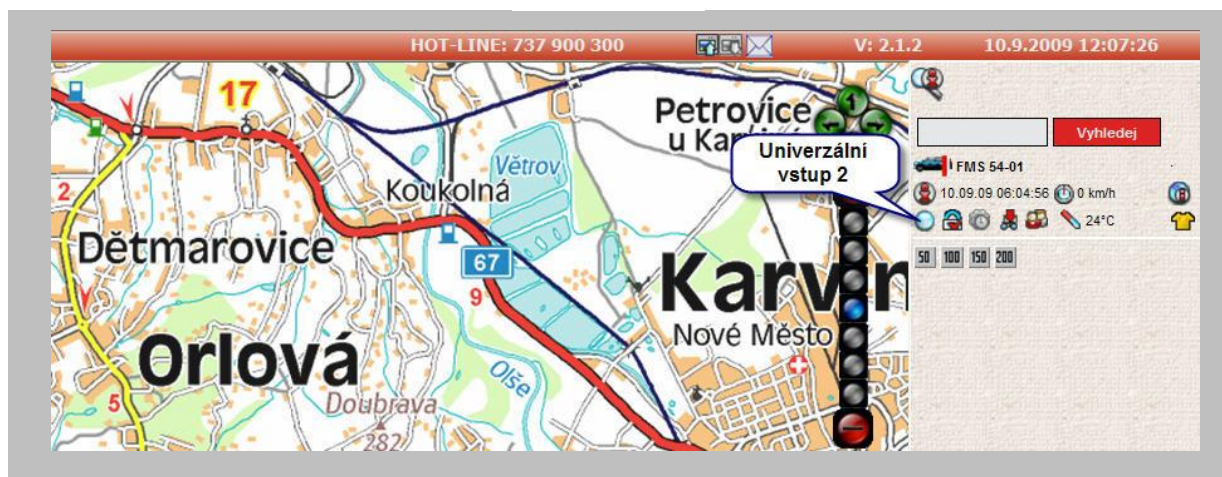 HOT-LINE: 737 900 300
V: 2.1.2
10.9.2009 12:07:26
17
Petrovice
u Kar
Univerzální
vstup 2
Větrov
Koukolná
2
Dětmarovice
67
9
Karvin
Nové Město
Orlová
Olše
5
Doubrava
282
Vyhledej
FMS 54-01
10.09.09 06:04:56
0 km/h
24°C
50 100 150 200